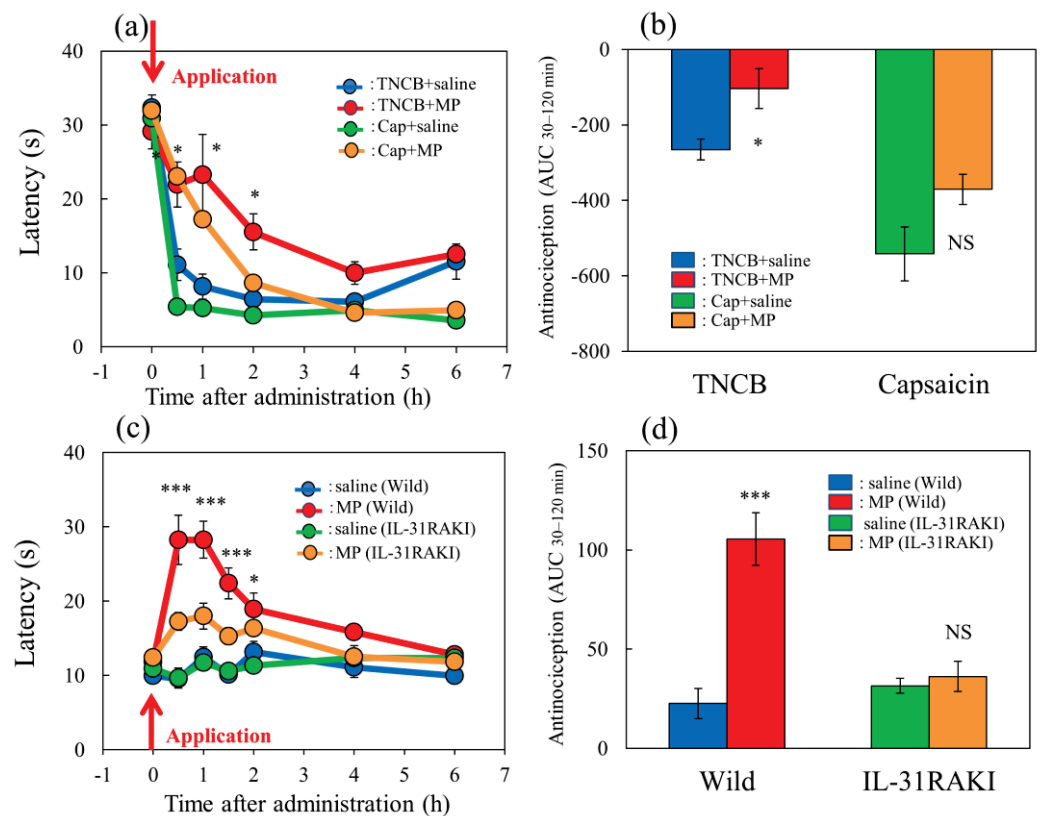 (a)
Application
: TNCB+saline
: TNCB+MP
: Cap+saline
: Cap+MP
*
*
*
*
Latency (s)
40
30
20
10
0
-1 0 1 2 3 4 5 6 7
Time after administration (h)
(b)
Antinociception (AUC 30–120 min)
0
-200
-400
-600
-800
*
NS
: TNCB+saline
: TNCB+MP
: Cap+saline
: Cap+MP
TNCB Capsaicin
(c)
Latency (s)
40
30
20
10
0
***
***
***
*
: saline (Wild)
: MP (Wild)
: saline (IL-31RAKI)
: MP (IL-31RAKI)
Application
-1 0 1 2 3 4 5 6 7
Time after administration (h)
(d)
Antinociception (AUC 30–120 min)
150
100
50
0
***
NS
: saline (Wild)
: MP (Wild)
: saline (IL-31RAKI)
: MP (IL-31RAKI)
Wild IL-31RAKI